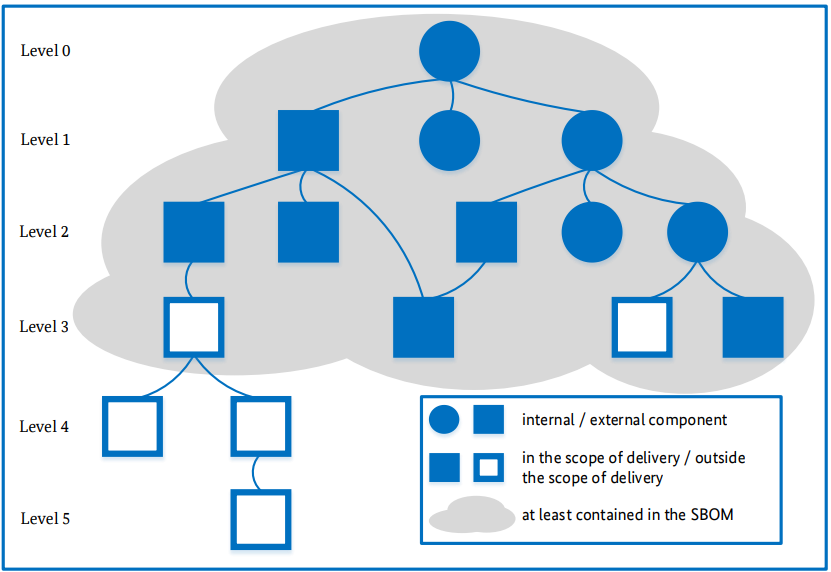 Level 0
Level 1
Level 2
Level 3
Level 4
Level 5
internal / external component
in the scope of delivery / outside
the scope of delivery
at least contained in the SBOM